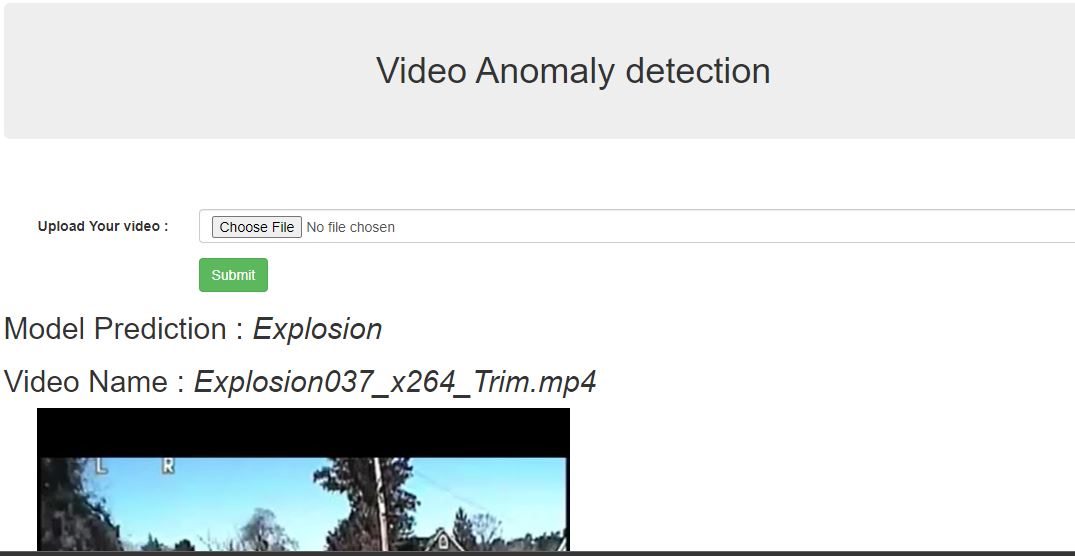 Video Anomaly detection
Upload Your video : Choose File No file chosen
Submit
Model Prediction : Explosion
Video Name : Explosion037_x264_Trim.mp4
L R